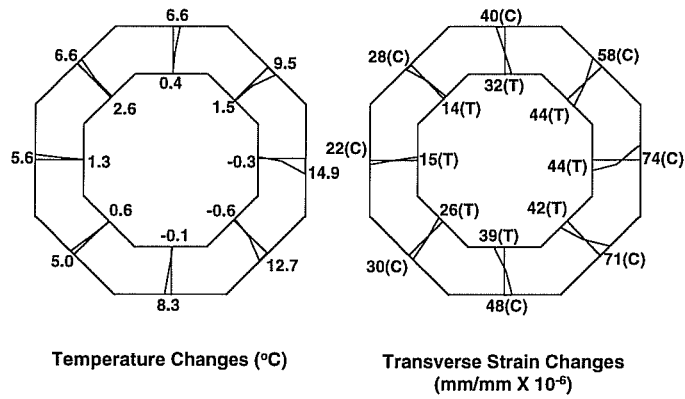 6.6
6.6
9.5
0.4
2.6
1.5
5.6
1.3
-0.3
14.9
0.6
-0.6
-0.1
5.0
12.7
8.3
Temperature Changes (ºC)
40(C)
28(C)
58(C)
32(T)
14(T)
44(T)
22(C)
15(T)
44(T)
74(C)
26(T)
42(T)
39(T)
30(C)
71(C)
48(C)
Transverse Strain Changes
(mm/mm X 10⁻⁶)